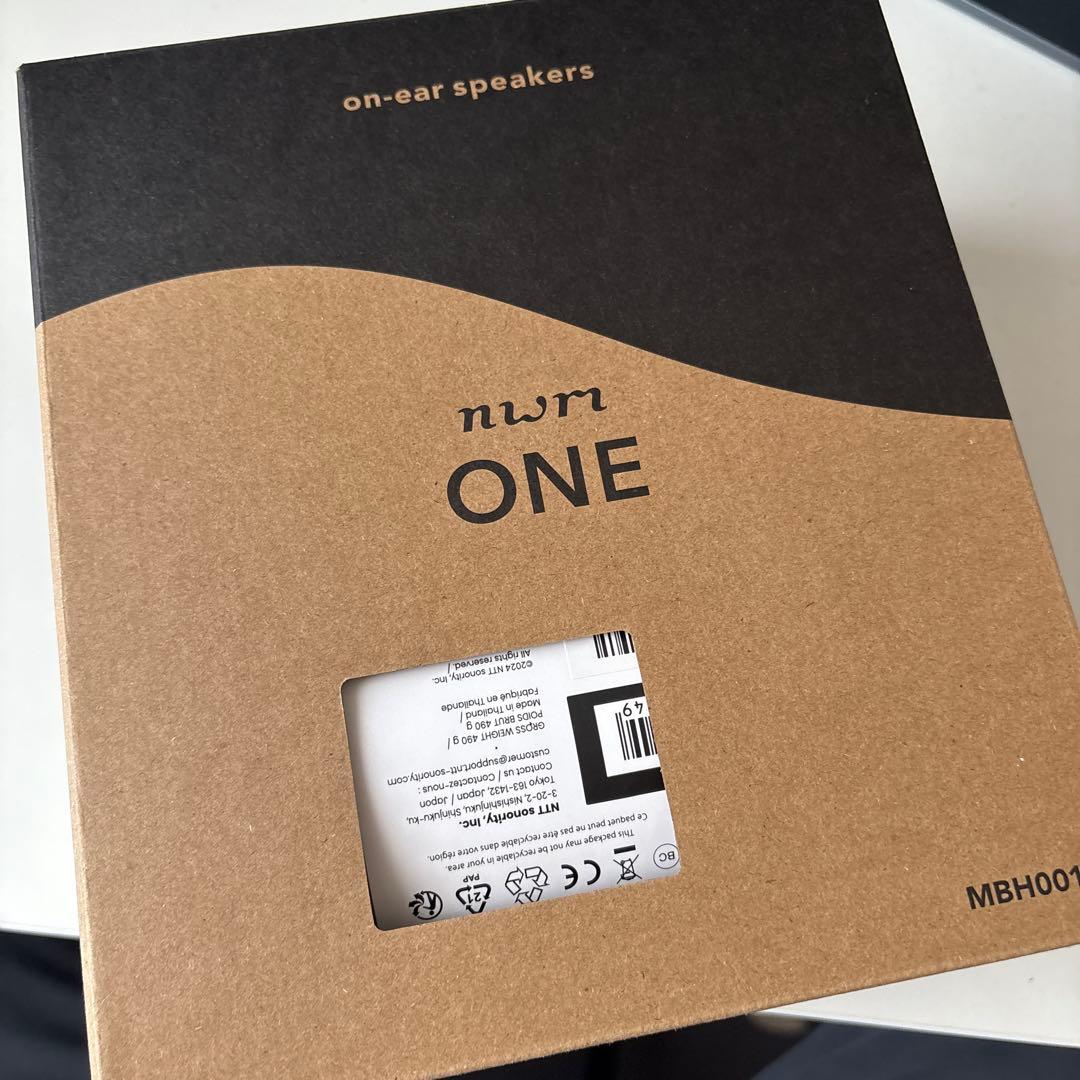 on-ear speakers
nwm
ONE
MBH001
BC
21
PAP
CE
This package may not be recyclable in your area.
Ce paquet peut ne pas être recyclable dans votre région.
NTT sonority, Inc.
3-20-2, Nishishinjuku, Shinjuku-ku,
Tokyo 163-1432, Japan / Japon
Contact us / Contactez-nous :
customer@support.ntt-sonority.com
•
GROSS WEIGHT 490 g /
POIDS BRUT 490 g
Made in Thailand /
Fabriqué en Thaïlande
©2024 NTT sonority, Inc.
All rights reserved. /
49